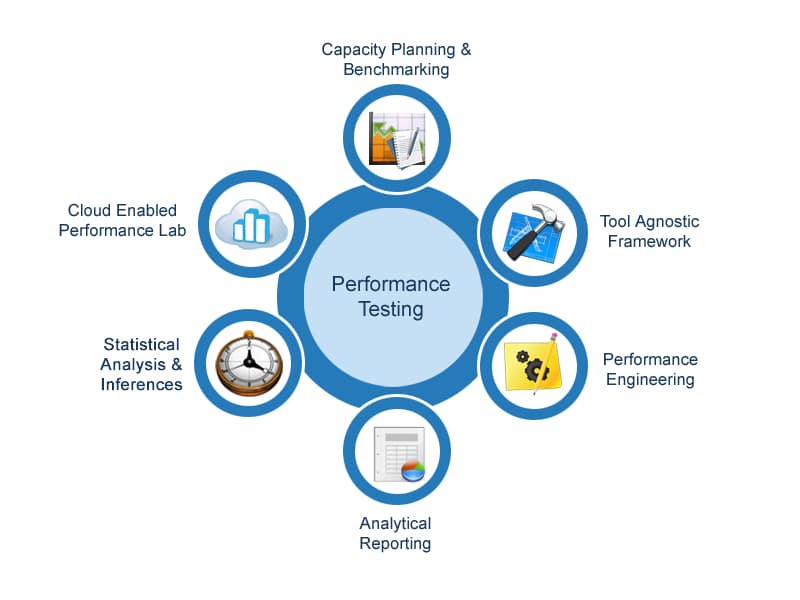 Capacity Planning &
Benchmarking
Cloud Enabled
Performance Lab
Tool Agnostic
Framework
Performance
Testing
Statistical
Analysis &
Inferences
Performance
Engineering
Analytical
Reporting